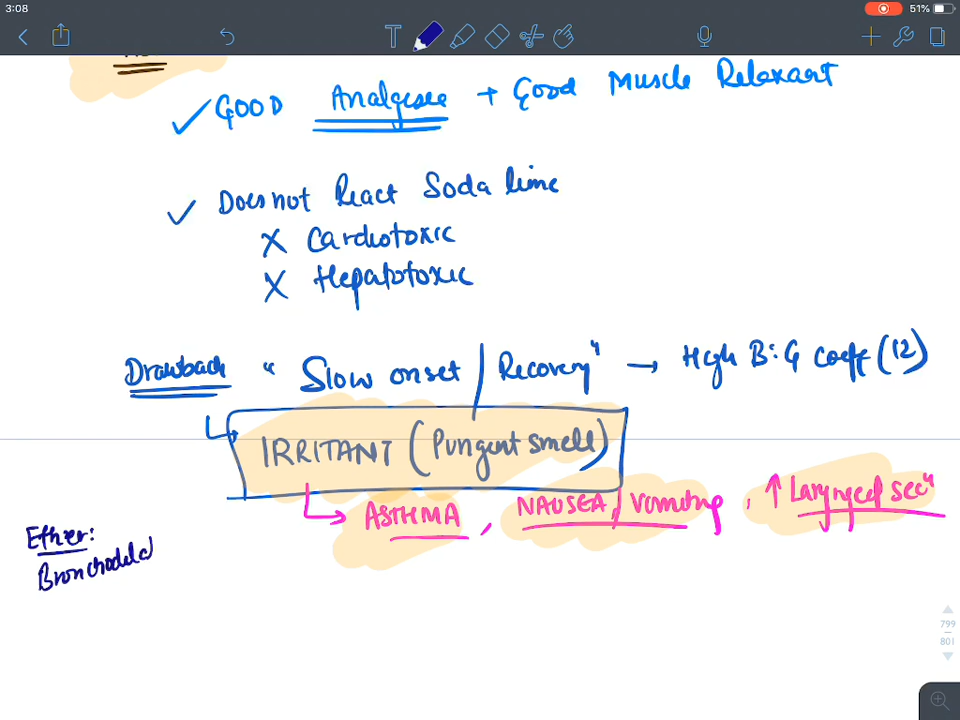 3:08
51%
T
GOOD Analgesic + Good Muscle Relaxant
Does not React Soda lime
X Cardiotoxic
X Hepatotoxic
Drawback " Slow onset / Recovery" → High B:G coeff (12)
IRRITANT (Pungent smell)
ASTHMA, NAUSEA/ Vomiting, ↑ Laryngeal secⁿ
Ether:
Bronchodila
799
801